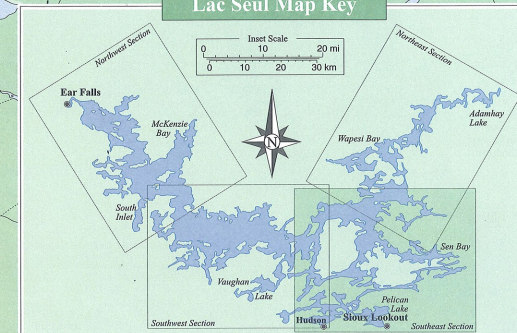 Lac Seul Map Key
Northwest Section
Inset Scale
0 10 20 mi
0 10 20 30 km
Northeast Section
Ear Falls
McKenzie
Bay
Adamhay
Lake
Wapesi Bay
N
South
Inlet
Sen Bay
Vaughan
Lake
Pelican
Lake
Hudson
Sioux Lookout
Southwest Section
Southeast Section